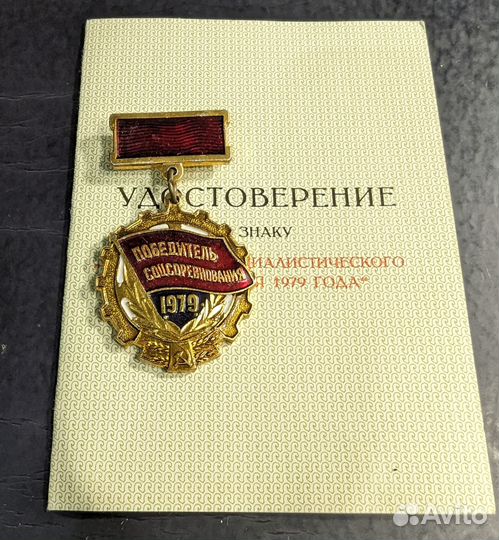 УДОСТОВЕРЕНИЕ
ЗНАКУ
ИАЛИСТИЧЕСКОГО
Я 1979 ГОДА"
ПОБЕДИТЕЛЬ
СОЦСОРЕВНОВАНИЯ
1979
Avito